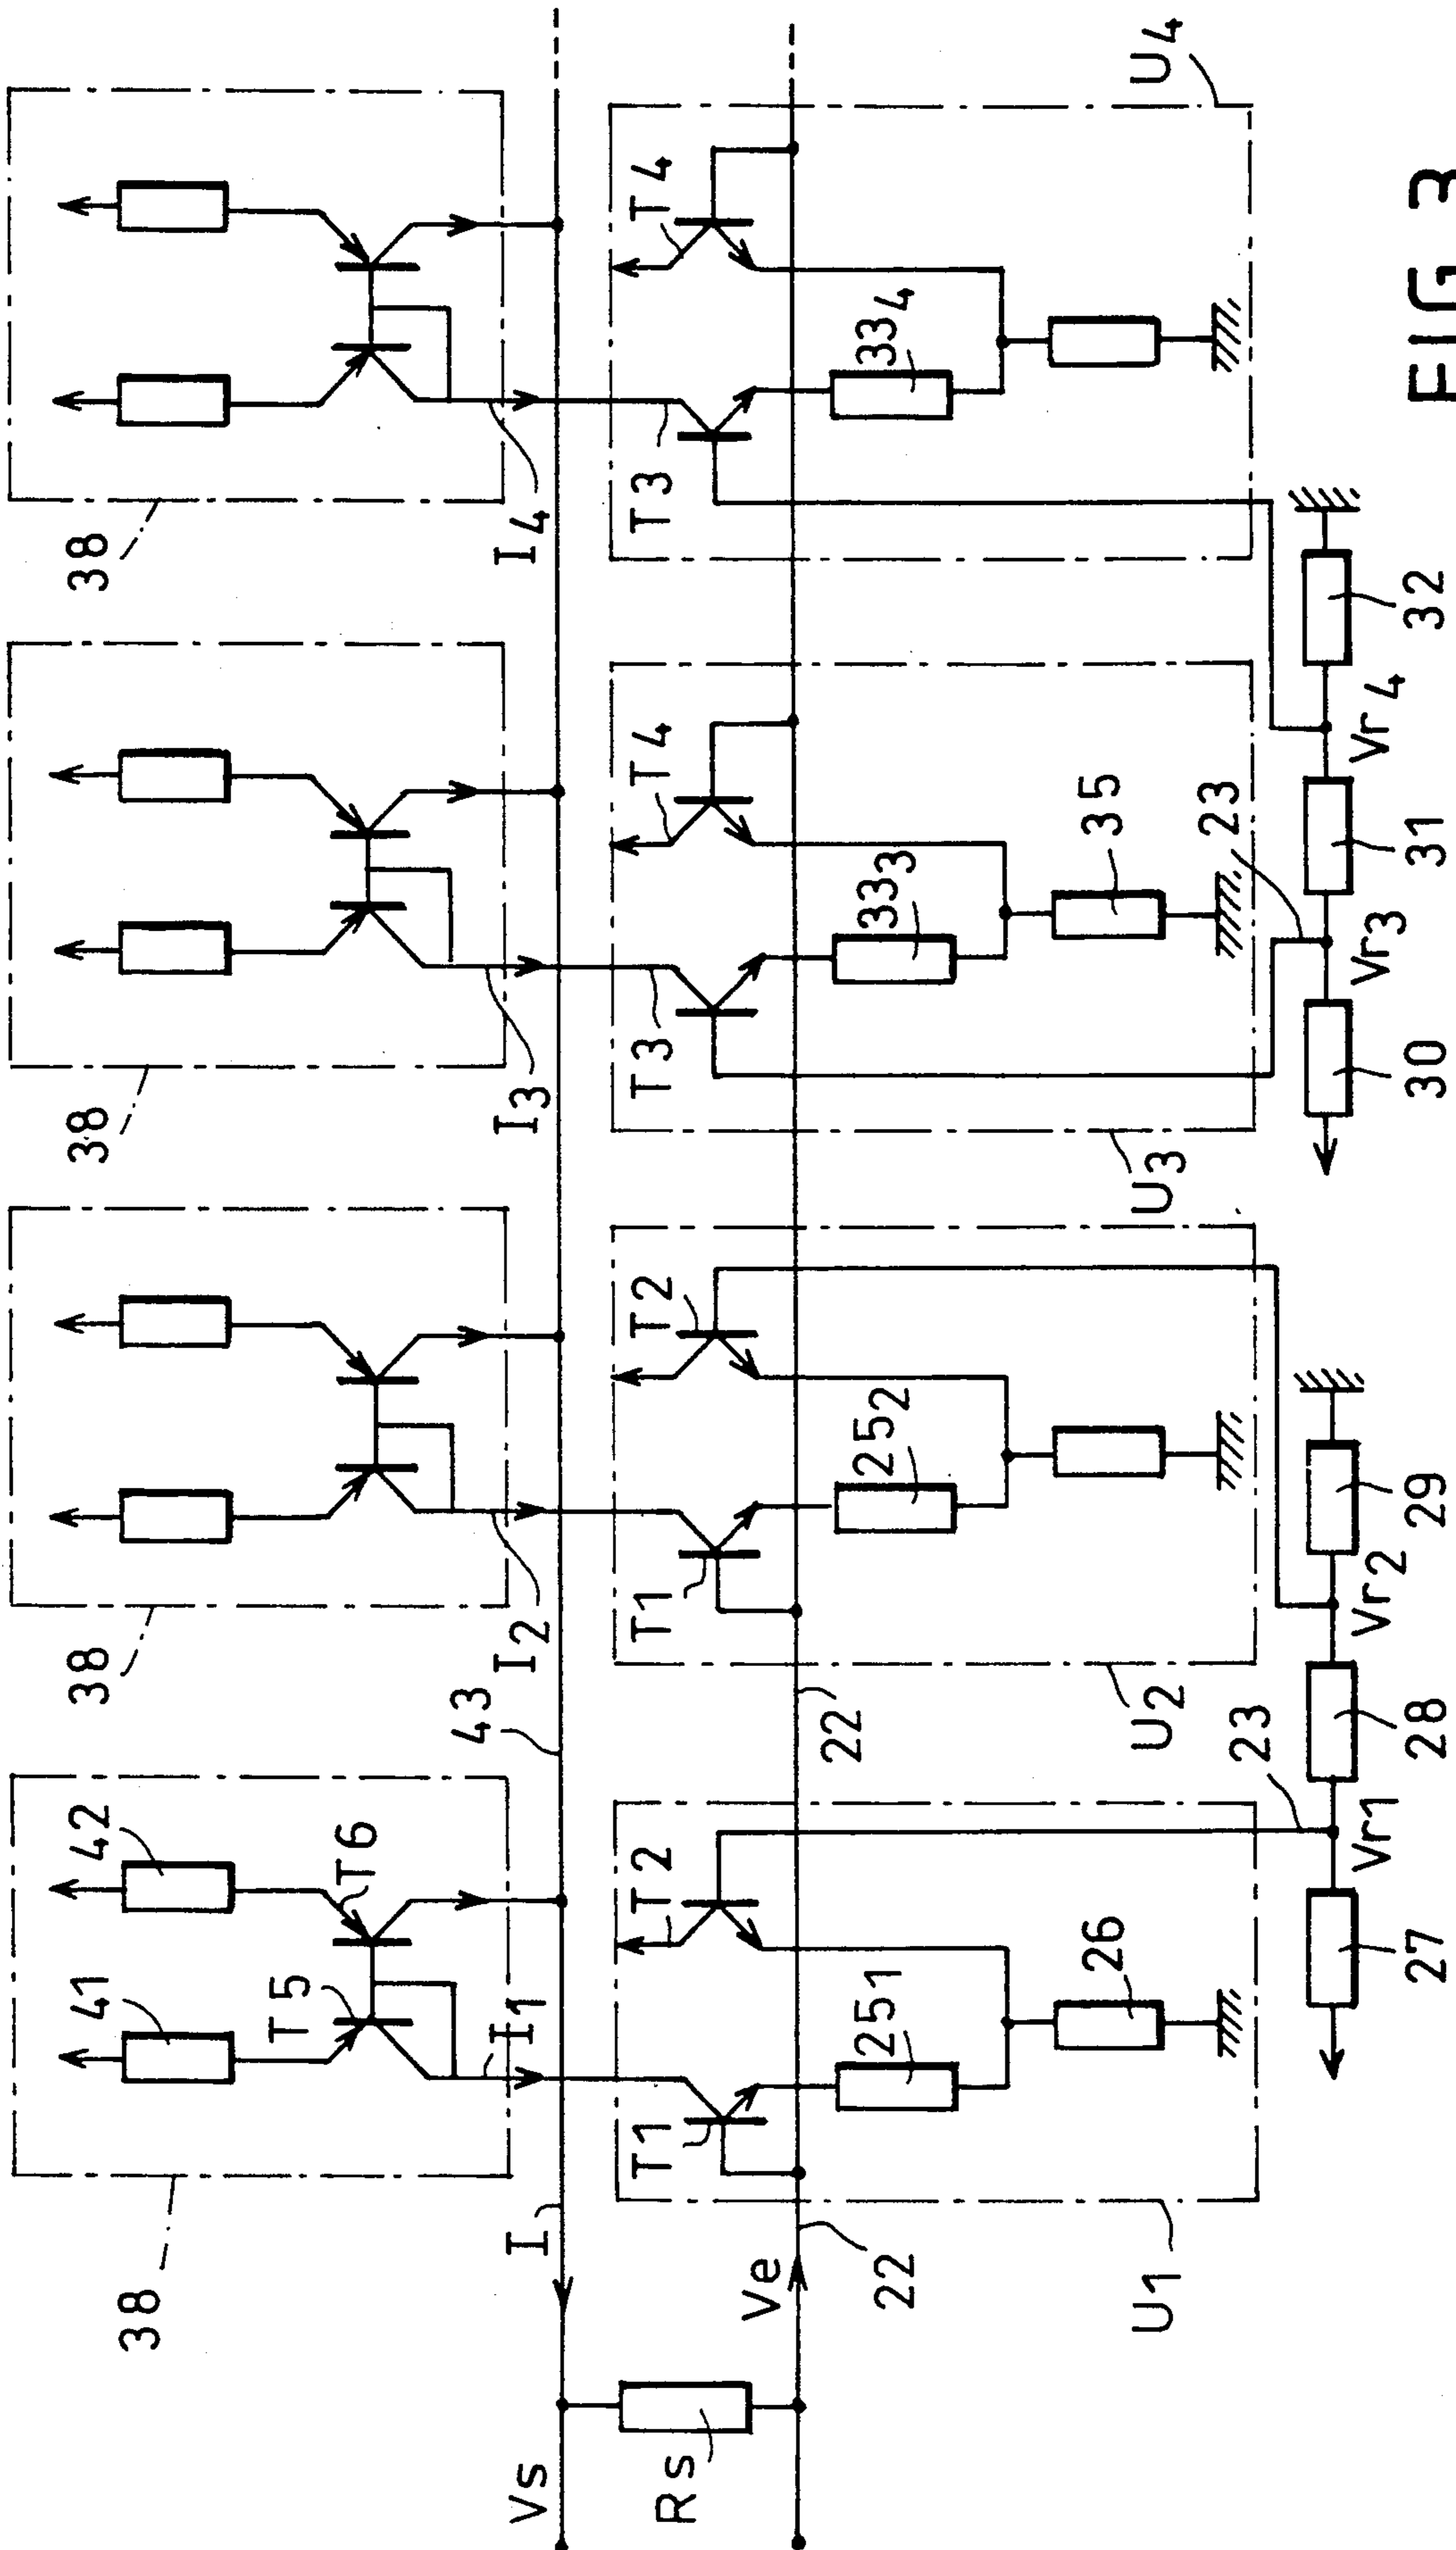 38
38
38
38
41
42
T5
T6
I1
I2
I3
I4
I
43
Vs
Rs
Ve
22
22
T1
T2
T1
T2
T3
T4
T3
T4
251
252
333
334
26
35
U1
U2
U3
U4
23
23
Vr1
Vr2
Vr3
Vr4
27
28
29
30
31
32
FIG.3